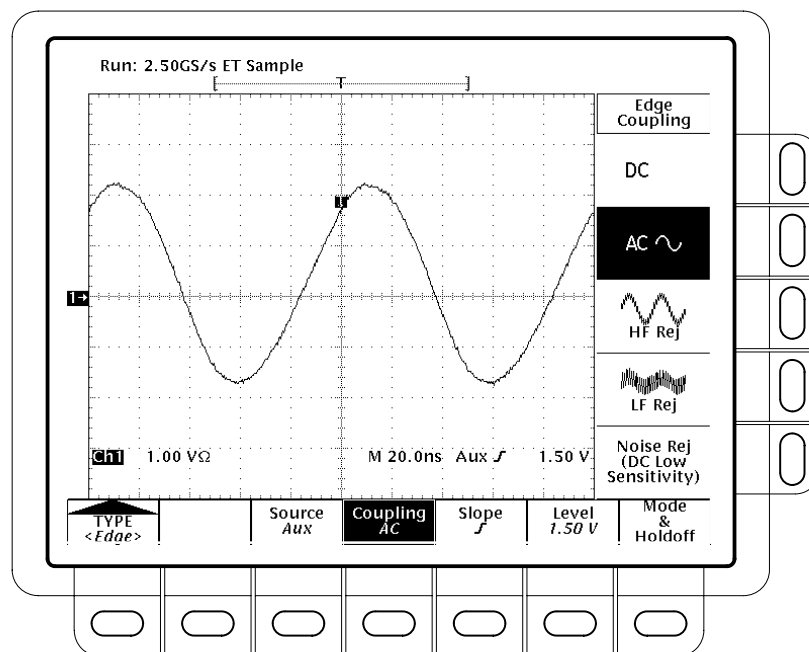 Run: 2.50GS/s ET Sample
[ T ]
Edge
Coupling
DC
T
AC
1→
HF Rej
LF Rej
Ch1 1.00 VΩ M 20.0ns Aux 1.50 V
Noise Rej
(DC Low
Sensitivity)
TYPE
<Edge>
Source
Aux
Coupling
AC
Slope
Level
1.50 V
Mode
&
Holdoff